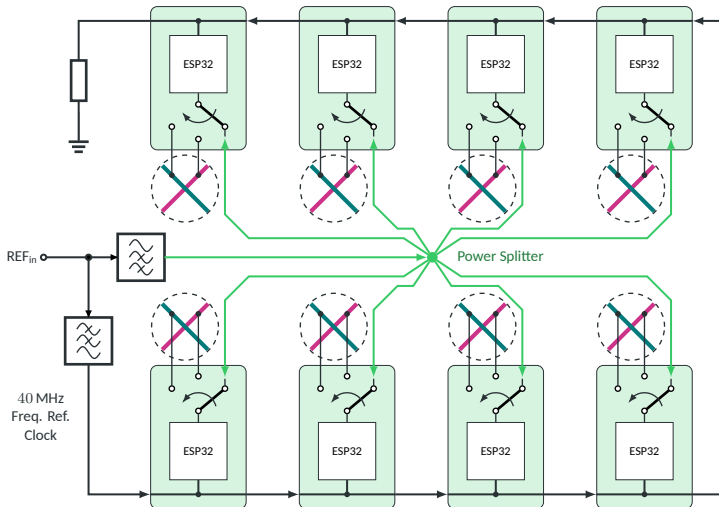 ESP32
ESP32
ESP32
ESP32
REFin
Power Splitter
40 MHz
Freq. Ref.
Clock
ESP32
ESP32
ESP32
ESP32